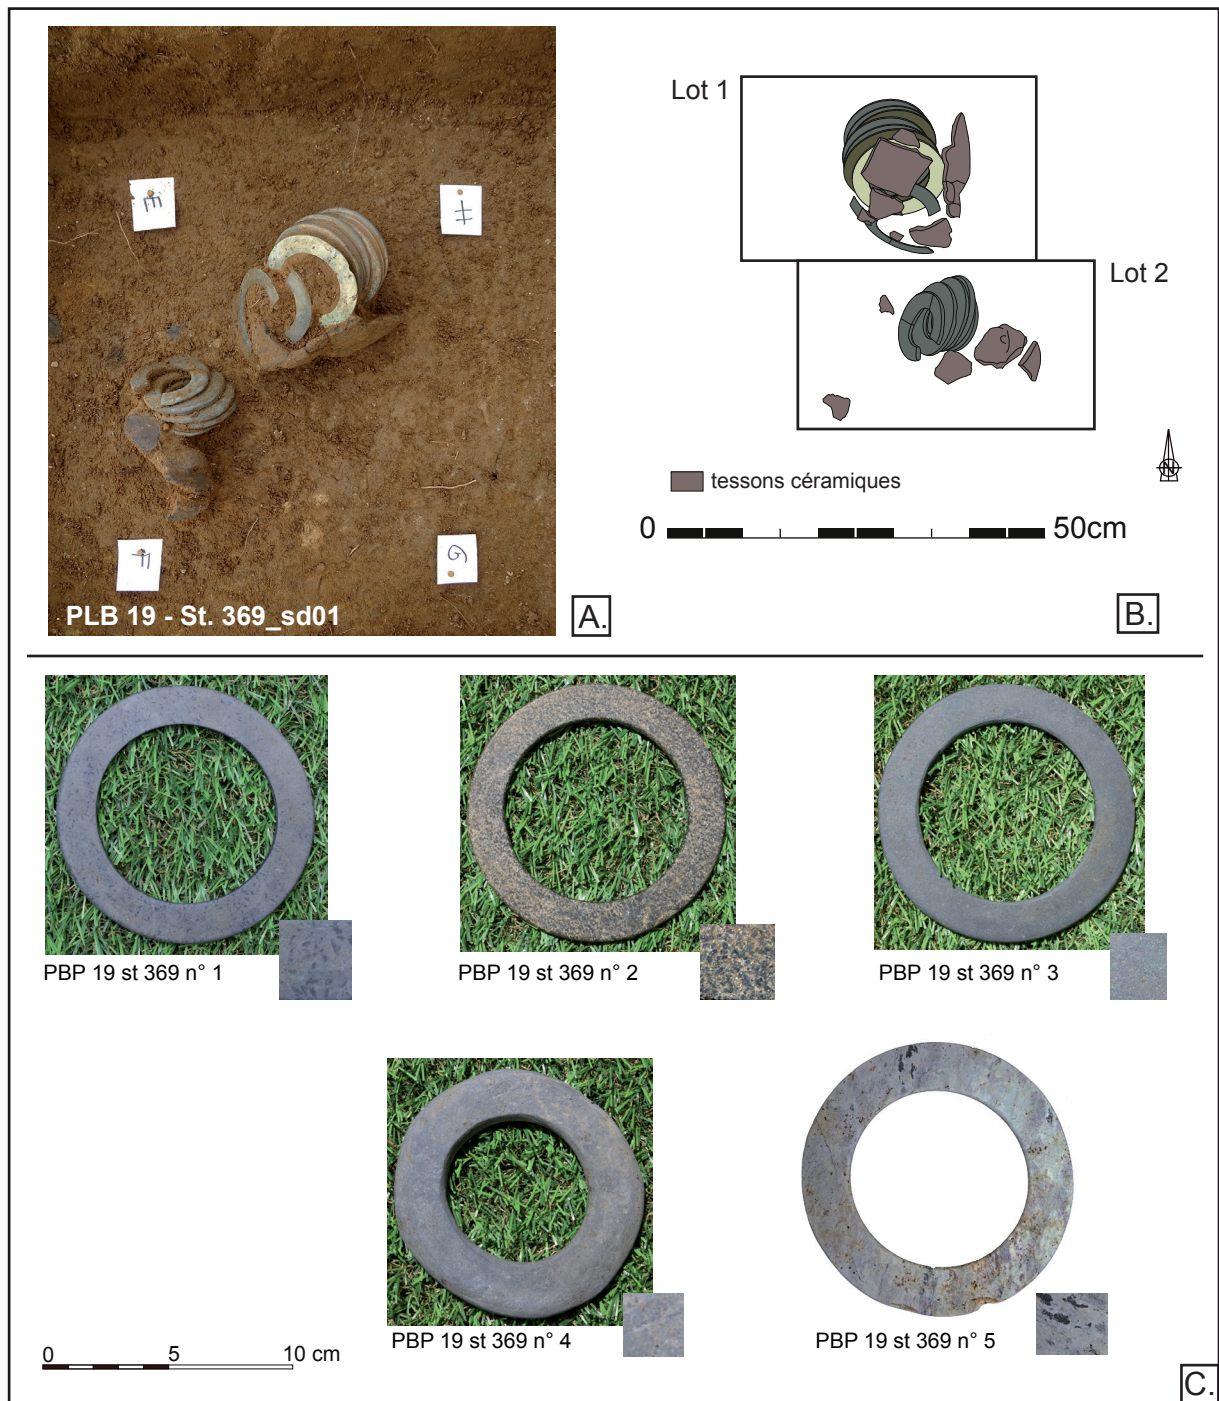 E
H
F
G
PLB 19 - St. 369_sd01
A.
Lot 1
Lot 2
N
tessons céramiques
0 50cm
B.
PBP 19 st 369 n° 1
PBP 19 st 369 n° 2
PBP 19 st 369 n° 3
PBP 19 st 369 n° 4
PBP 19 st 369 n° 5
0 5 10 cm
C.